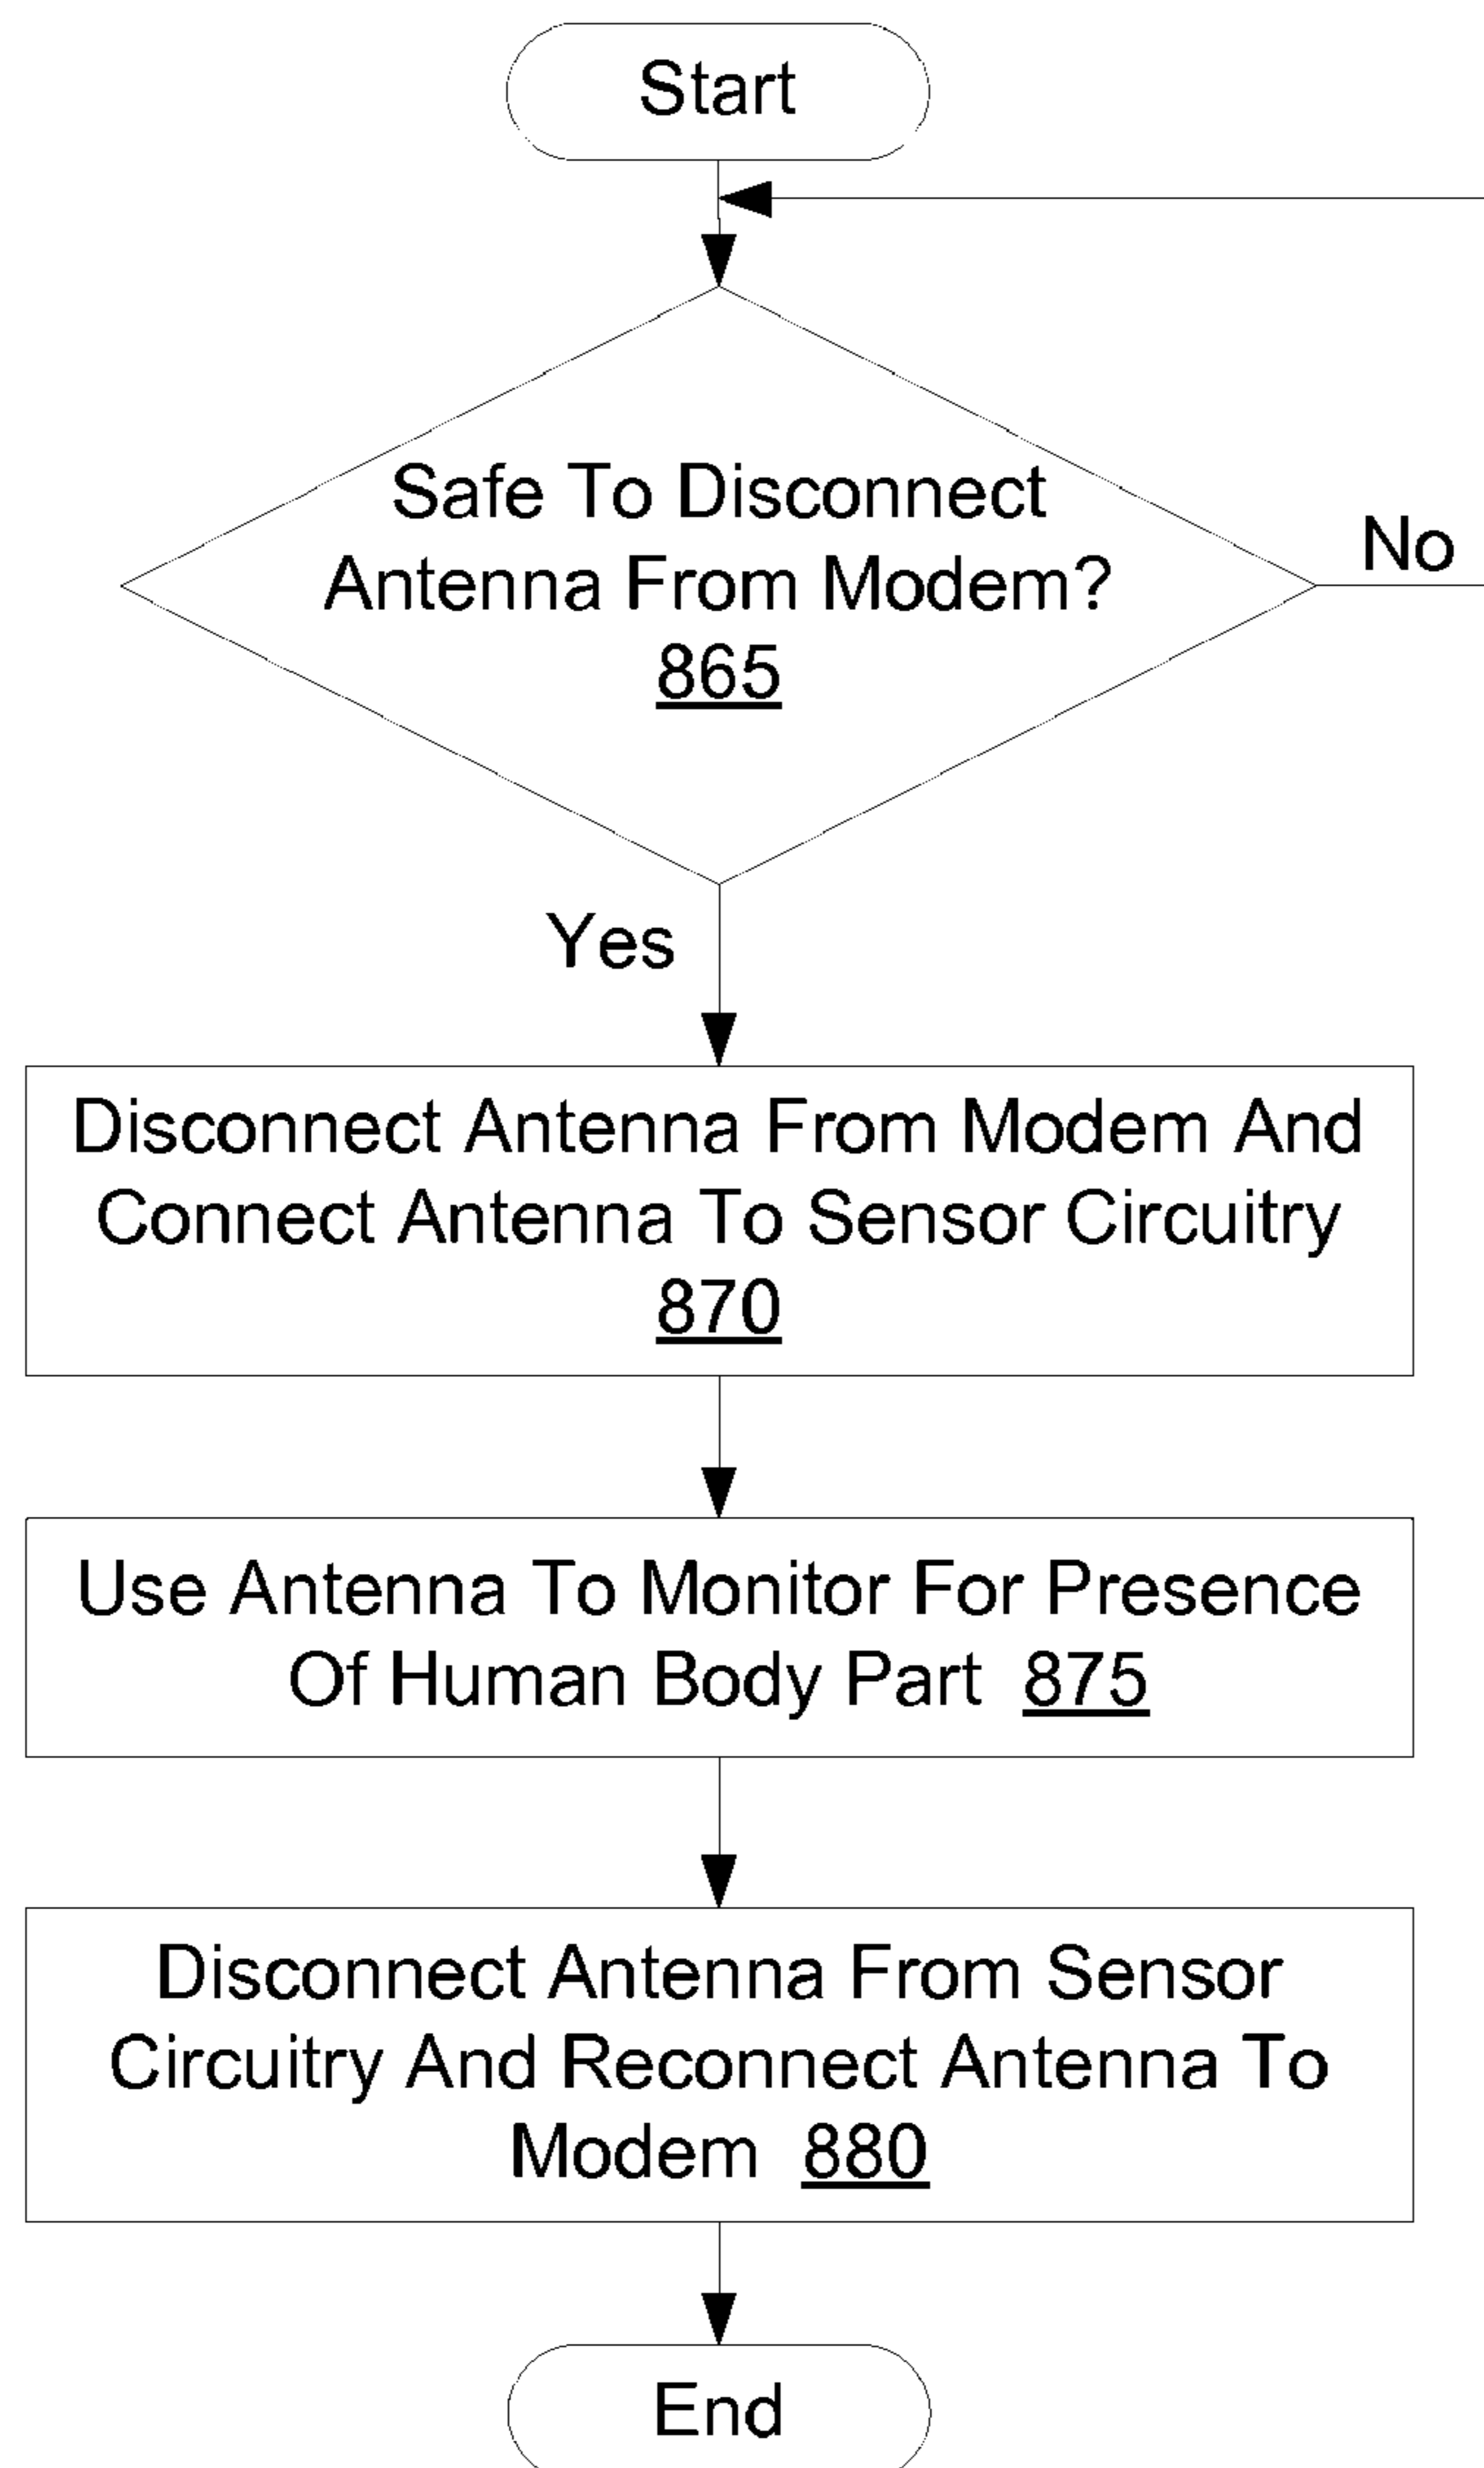 Start
Safe To Disconnect
Antenna From Modem?
865
No
Yes
Disconnect Antenna From Modem And
Connect Antenna To Sensor Circuitry
870
Use Antenna To Monitor For Presence
Of Human Body Part 875
Disconnect Antenna From Sensor
Circuitry And Reconnect Antenna To
Modem 880
End